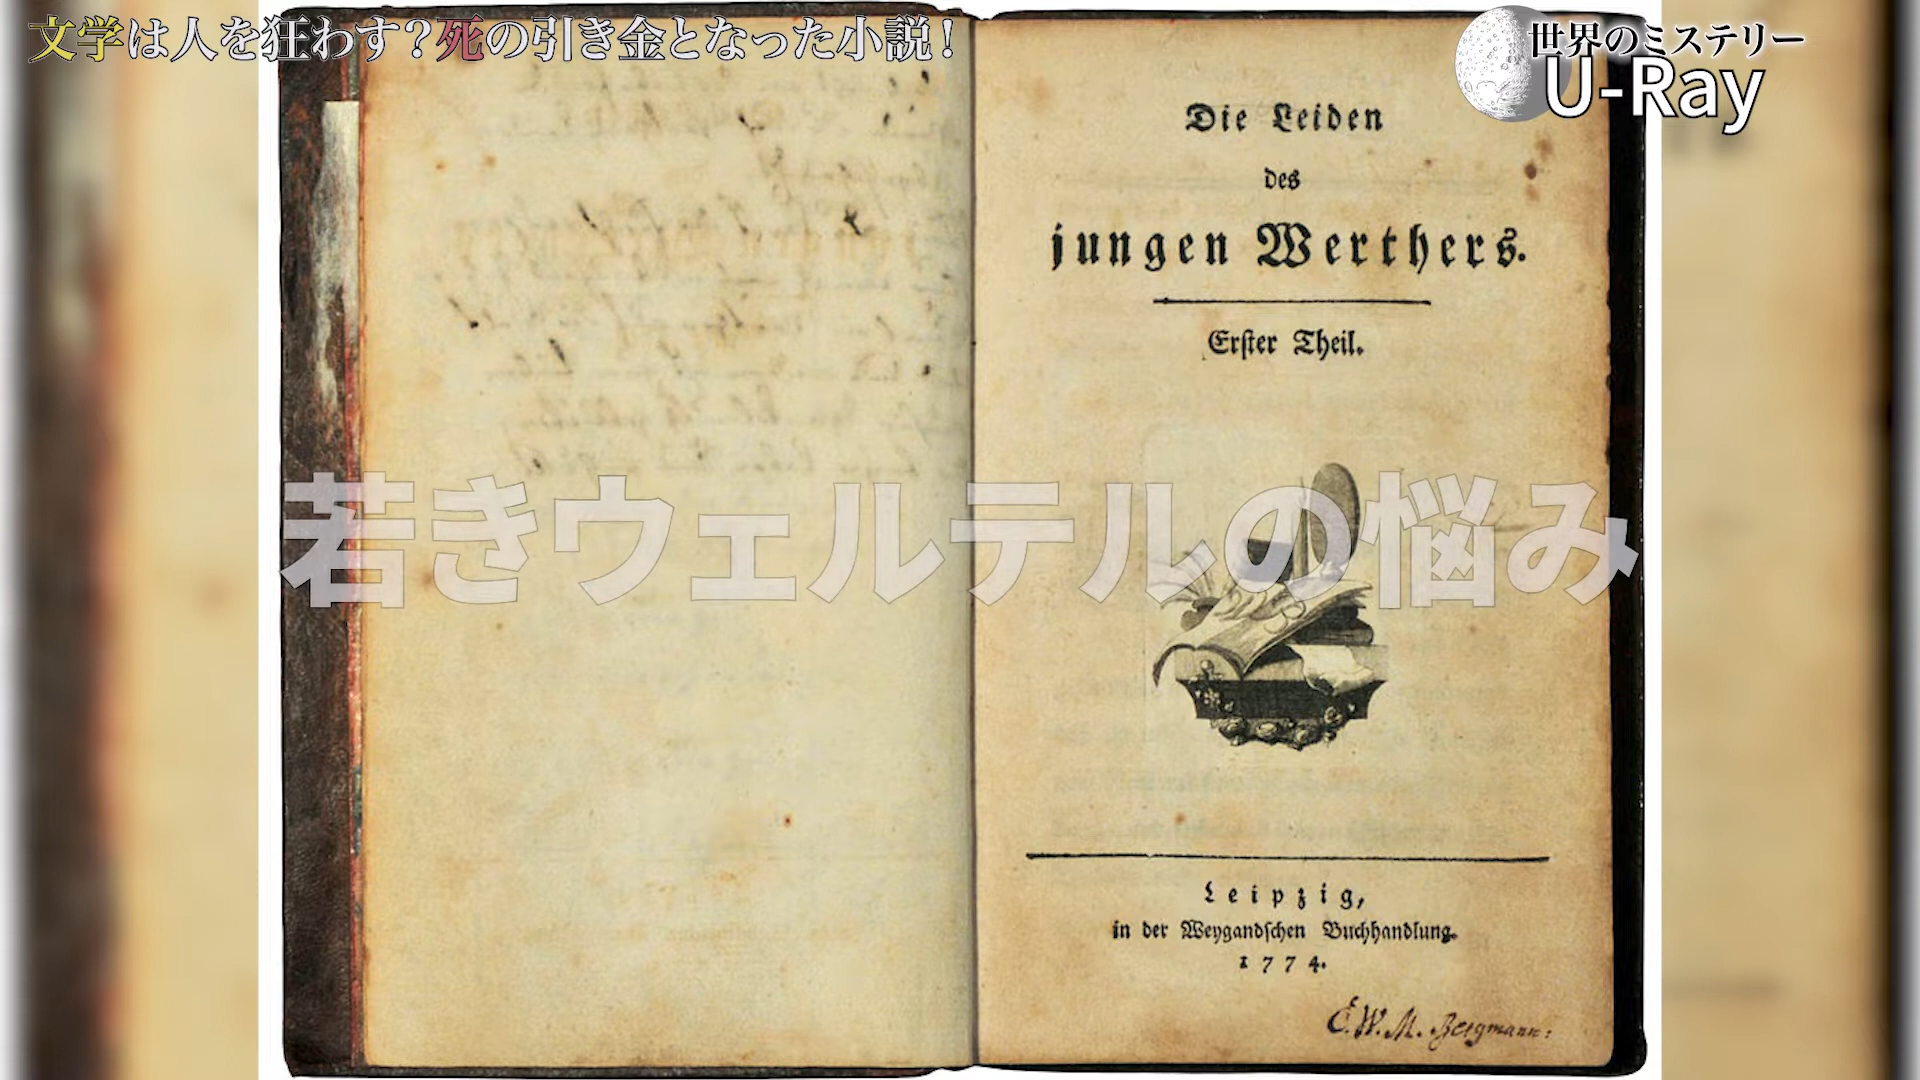 文学は人を狂わす？死の引き金となった小説！
世界のミステリー
U-Ray
Die Leiden
des
jungen Werthers.
Erster Theil.
若きウェルテルの悩み
Leipzig,
in der Weygandschen Buchhandlung.
1774.
E. W. M. Bergmann: